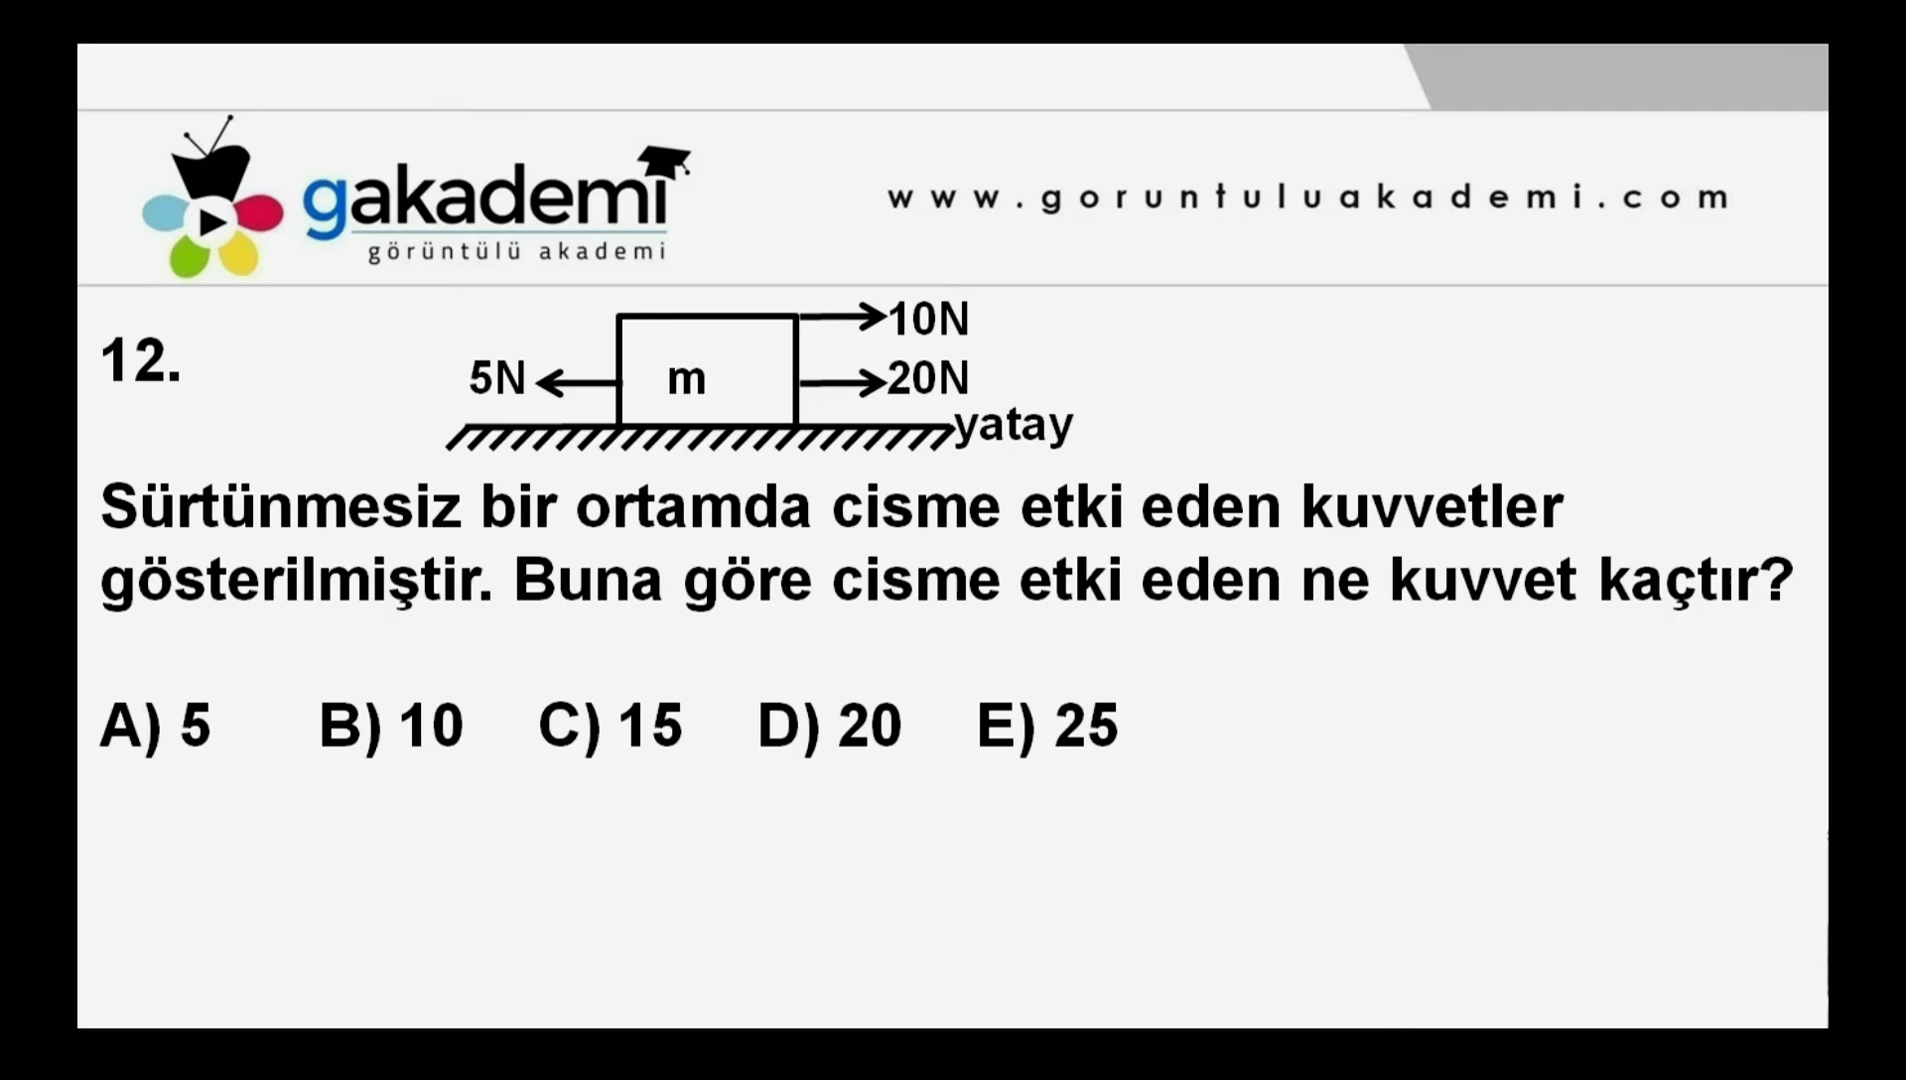 gakademi
görüntülü akademi
www.goruntuluakademi.com
12.
10N
5N
m
20N
yatay
Sürtünmesiz bir ortamda cisme etki eden kuvvetler
gösterilmiştir. Buna göre cisme etki eden ne kuvvet kaçtır?
A) 5 B) 10 C) 15 D) 20 E) 25